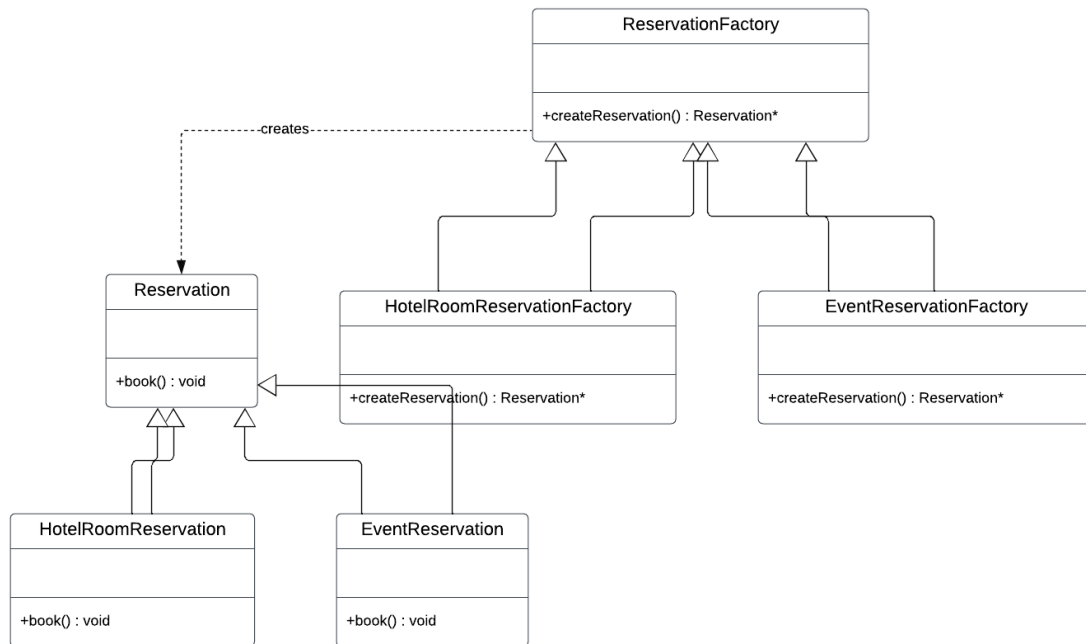 ReservationFactory
+createReservation() : Reservation*
creates
Reservation
+book() : void
HotelRoomReservationFactory
+createReservation() : Reservation*
EventReservationFactory
+createReservation() : Reservation*
HotelRoomReservation
+book() : void
EventReservation
+book() : void